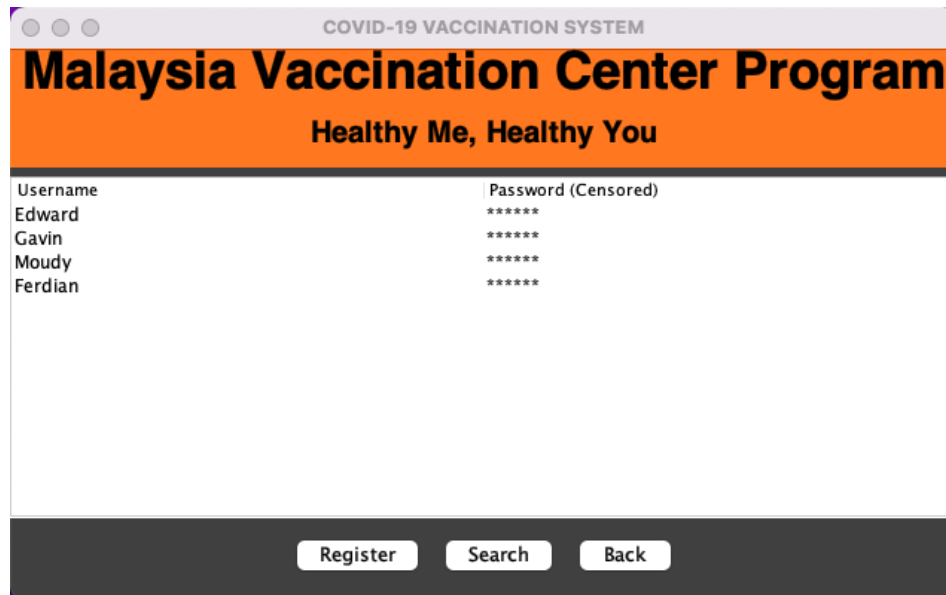 COVID-19 VACCINATION SYSTEM
Malaysia Vaccination Center Program
Healthy Me, Healthy You
Username Password (Censored)
Edward ******
Gavin ******
Moudy ******
Ferdian ******
Register Search Back